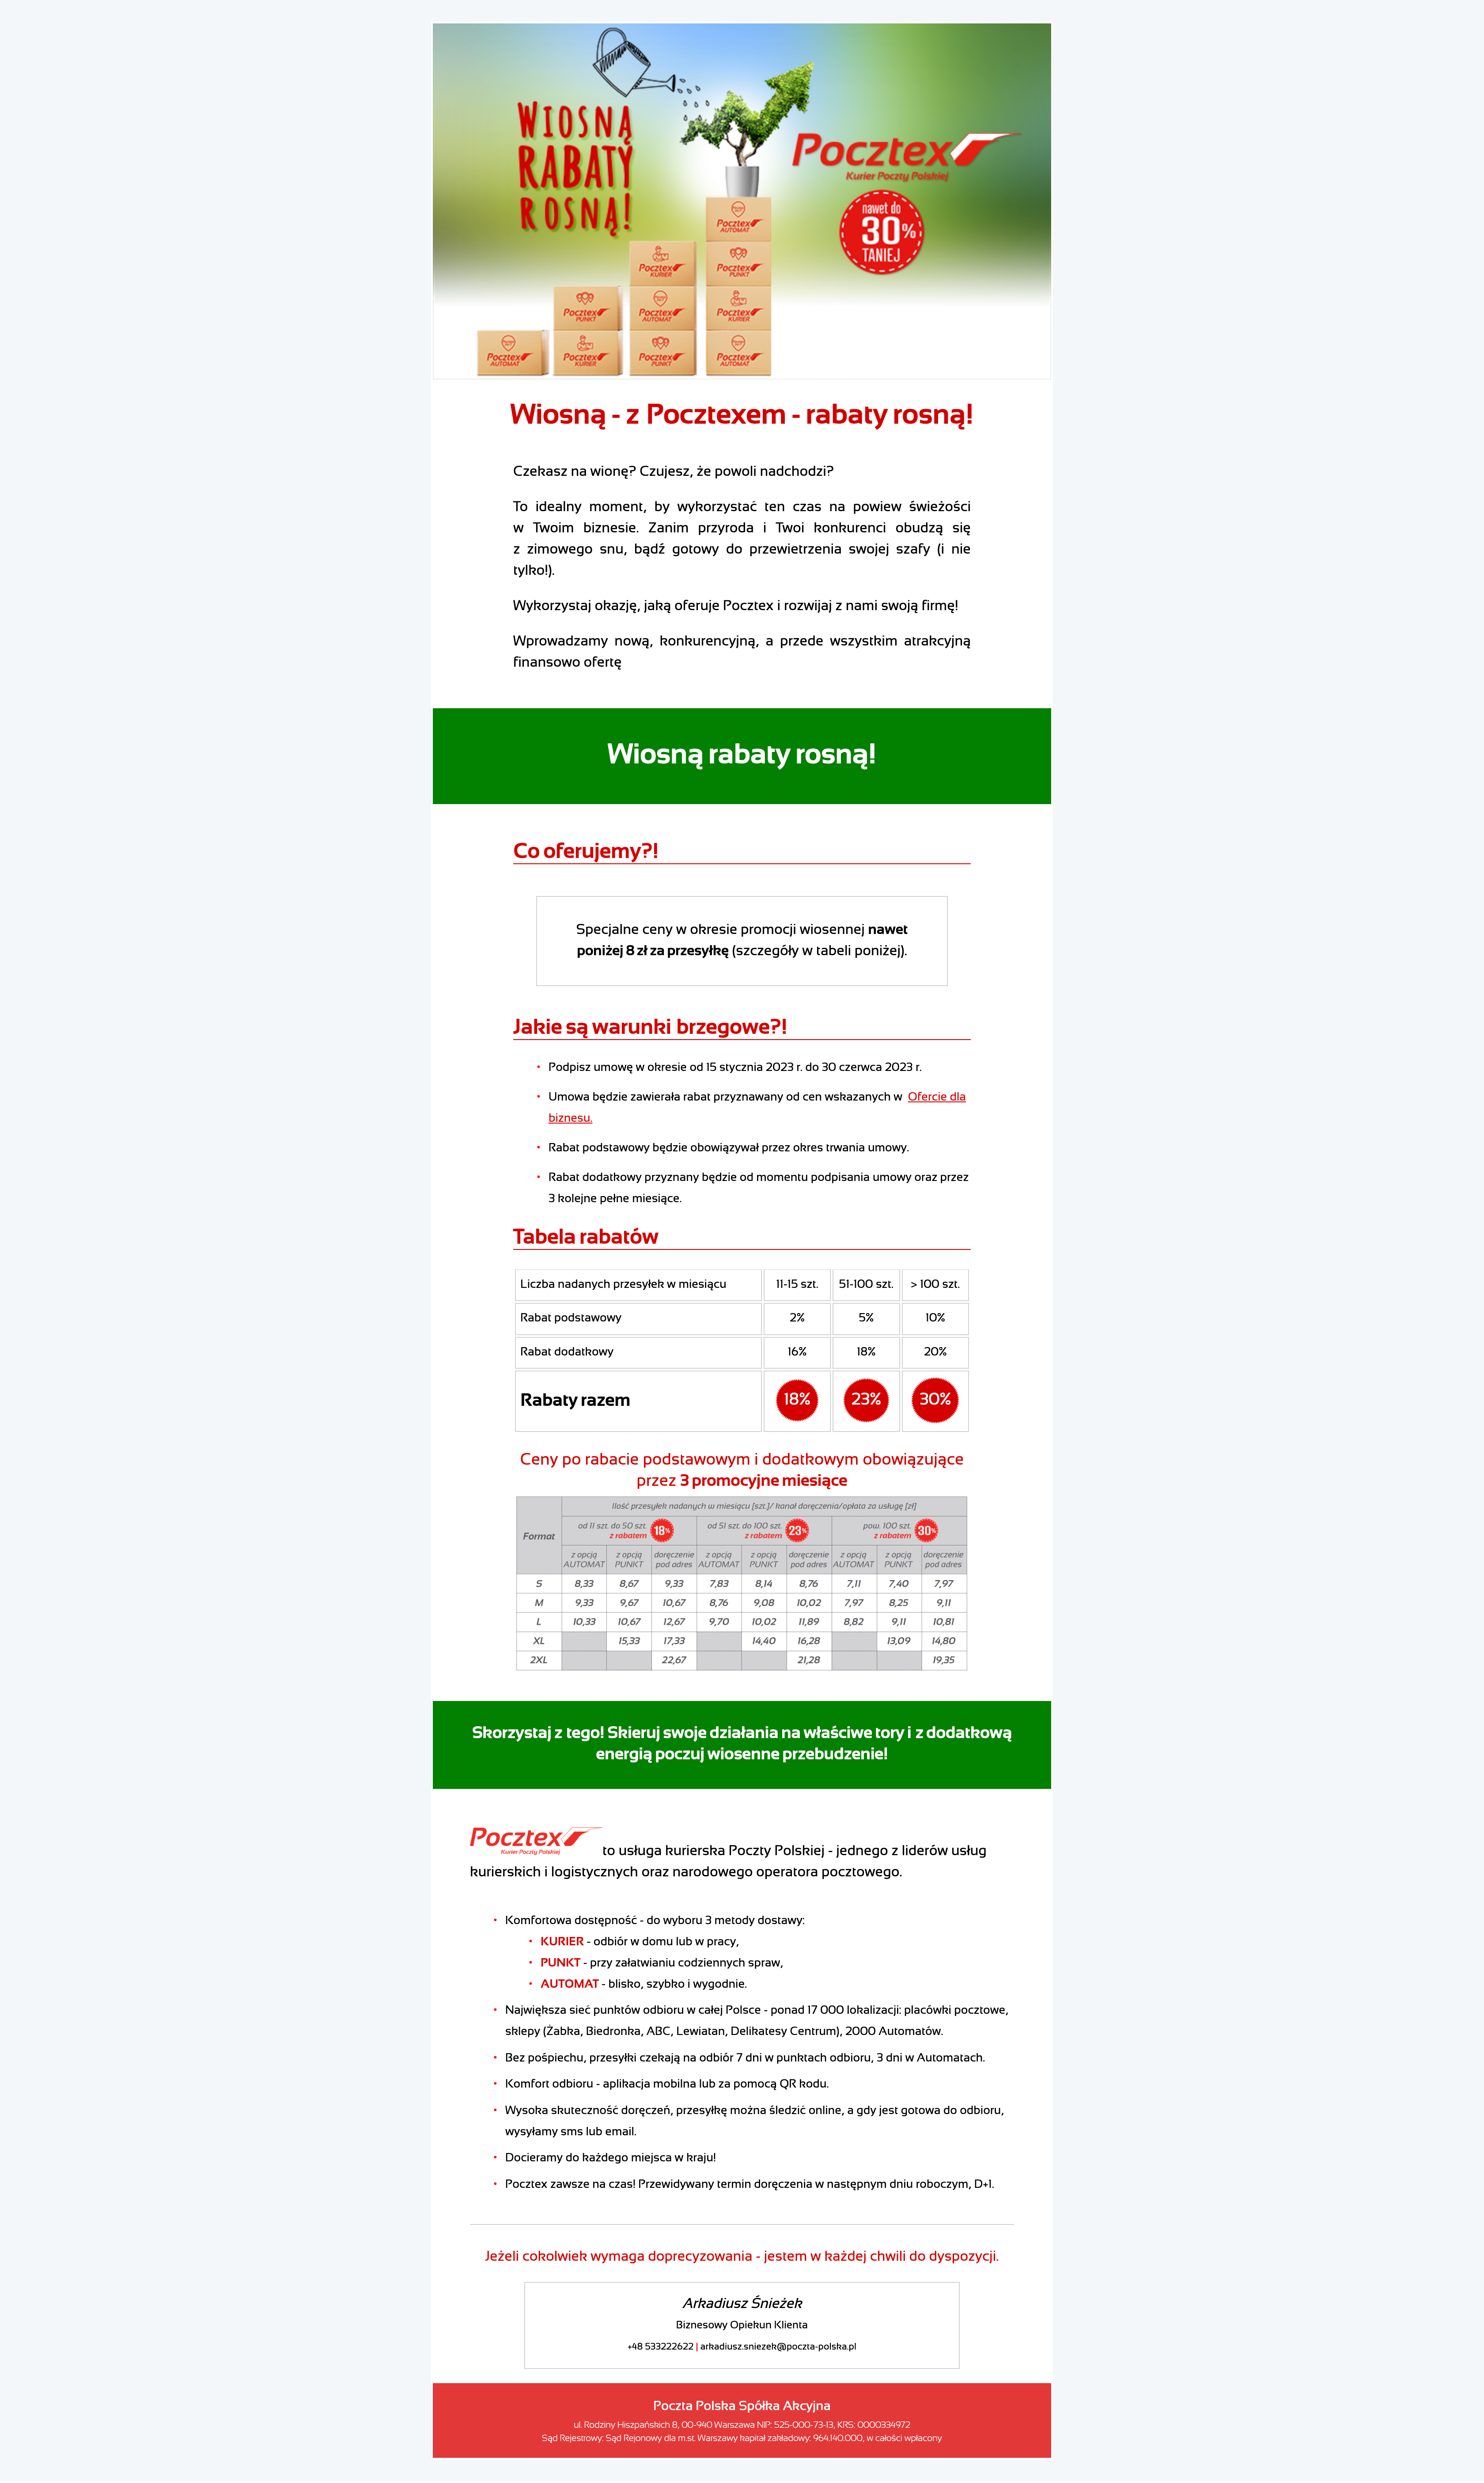 WIOSNĄ
RABATY
ROSNĄ!
Pocztex
Kurier Poczty Polskiej
nawet do
30%
TANIEJ
Pocztex
AUTOMAT
Pocztex
KURIER
Pocztex
PUNKT
Pocztex
PUNKT
Pocztex
AUTOMAT
Pocztex
KURIER
Pocztex
AUTOMAT
Pocztex
KURIER
Pocztex
PUNKT
Pocztex
AUTOMAT
Wiosną - z Pocztexem - rabaty rosną!
Czekasz na wionę? Czujesz, że powoli nadchodzi?
To idealny moment, by wykorzystać ten czas na powiew świeżości
w Twoim biznesie. Zanim przyroda i Twoi konkurenci obudzą się
z zimowego snu, bądź gotowy do przewietrzenia swojej szafy (i nie
tylko!).
Wykorzystaj okazję, jaką oferuje Pocztex i rozwijaj z nami swoją firmę!
Wprowadzamy nową, konkurencyjną, a przede wszystkim atrakcyjną
finansowo ofertę
Wiosną rabaty rosną!
Co oferujemy?!
Specjalne ceny w okresie promocji wiosennej nawet
poniżej 8 zł za przesyłkę (szczegóły w tabeli poniżej).
Jakie są warunki brzegowe?!
• Podpisz umowę w okresie od 15 stycznia 2023 r. do 30 czerwca 2023 r.
• Umowa będzie zawierała rabat przyznawany od cen wskazanych w Ofercie dla
biznesu.
• Rabat podstawowy będzie obowiązywał przez okres trwania umowy.
• Rabat dodatkowy przyznany będzie od momentu podpisania umowy oraz przez
3 kolejne pełne miesiące.
Tabela rabatów
Liczba nadanych przesyłek w miesiącu 11-15 szt. 51-100 szt. > 100 szt.
Rabat podstawowy 2% 5% 10%
Rabat dodatkowy 16% 18% 20%
Rabaty razem 18% 23% 30%
Ceny po rabacie podstawowym i dodatkowym obowiązujące
przez 3 promocyjne miesiące
Ilość przesyłek nadanych w miesiącu [szt.]/ kanał doręczenia/opłata za usługę [zł]
Format
od 11 szt. do 50 szt. z rabatem 18%
od 51 szt. do 100 szt. z rabatem 23%
pow. 100 szt. z rabatem 30%
z opcją AUTOMAT z opcją PUNKT doręczenie pod adres z opcją AUTOMAT z opcją PUNKT doręczenie pod adres z opcją AUTOMAT z opcją PUNKT doręczenie pod adres
S 8,33 8,67 9,33 7,83 8,14 8,76 7,11 7,40 7,97
M 9,33 9,67 10,67 8,76 9,08 10,02 7,97 8,25 9,11
L 10,33 10,67 12,67 9,70 10,02 11,89 8,82 9,11 10,81
XL 15,33 17,33 14,40 16,28 13,09 14,80
2XL 22,67 21,28 19,35
Skorzystaj z tego! Skieruj swoje działania na właściwe tory i z dodatkową
energią poczuj wiosenne przebudzenie!
Pocztex
Kurier Poczty Polskiej
to usługa kurierska Poczty Polskiej - jednego z liderów usług
kurierskich i logistycznych oraz narodowego operatora pocztowego.
• Komfortowa dostępność - do wyboru 3 metody dostawy:
• KURIER - odbiór w domu lub w pracy,
• PUNKT - przy załatwianiu codziennych spraw,
• AUTOMAT - blisko, szybko i wygodnie.
• Największa sieć punktów odbioru w całej Polsce - ponad 17 000 lokalizacji: placówki pocztowe,
sklepy (Żabka, Biedronka, ABC, Lewiatan, Delikatesy Centrum), 2000 Automatów.
• Bez pośpiechu, przesyłki czekają na odbiór 7 dni w punktach odbioru, 3 dni w Automatach.
• Komfort odbioru - aplikacja mobilna lub za pomocą QR kodu.
• Wysoka skuteczność doręczeń, przesyłkę można śledzić online, a gdy jest gotowa do odbioru,
wysyłamy sms lub email.
• Docieramy do każdego miejsca w kraju!
• Pocztex zawsze na czas! Przewidywany termin doręczenia w następnym dniu roboczym, D+1.
Jeżeli cokolwiek wymaga doprecyzowania - jestem w każdej chwili do dyspozycji.
Arkadiusz Śnieżek
Biznesowy Opiekun Klienta
+48 533222622 | arkadiusz.sniezek@poczta-polska.pl
Poczta Polska Spółka Akcyjna
ul. Rodziny Hiszpańskich 8, 00-940 Warszawa NIP: 525-000-73-13, KRS: 0000334972
Sąd Rejestrowy: Sąd Rejonowy dla m.st. Warszawy kapitał zakładowy: 964.140.000, w całości wpłacony